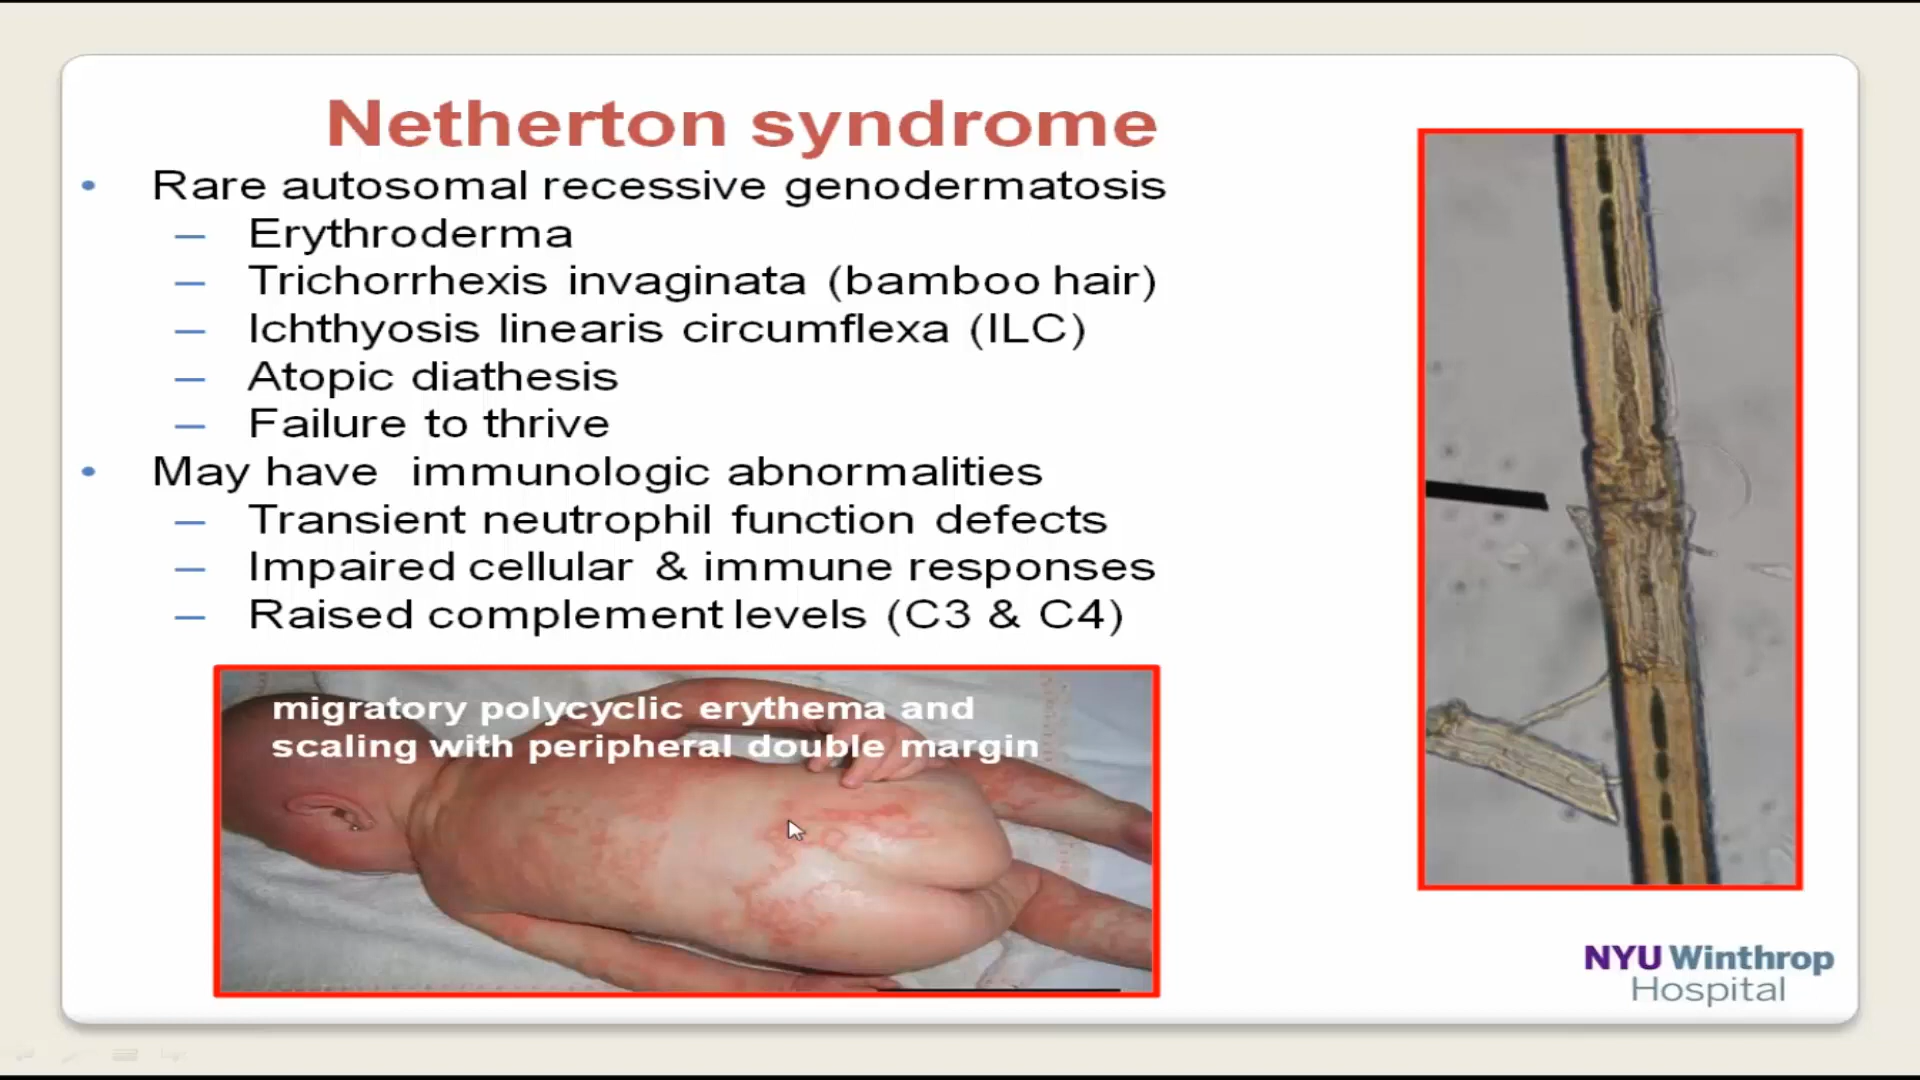 Netherton syndrome
• Rare autosomal recessive genodermatosis
– Erythroderma
– Trichorrhexis invaginata (bamboo hair)
– Ichthyosis linearis circumflexa (ILC)
– Atopic diathesis
– Failure to thrive
• May have immunologic abnormalities
– Transient neutrophil function defects
– Impaired cellular & immune responses
– Raised complement levels (C3 & C4)
migratory polycyclic erythema and
scaling with peripheral double margin
NYU Winthrop
Hospital